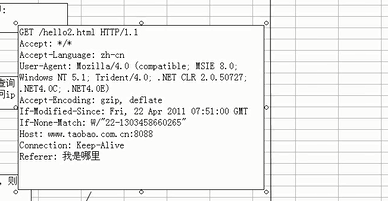 GET /hello2.html HTTP/1.1
Accept: */*
Accept-Language: zh-cn
User-Agent: Mozilla/4.0 (compatible; MSIE 8.0;
Windows NT 5.1; Trident/4.0; .NET CLR 2.0.50727;
.NET4.0C; .NET4.0E)
Accept-Encoding: gzip, deflate
If-Modified-Since: Fri, 22 Apr 2011 07:51:00 GMT
If-None-Match: W/"22-1303458660265"
Host: www.taobao.com.cn:8088
Connection: Keep-Alive
Referer: 我是哪里
查询
问ip
，则